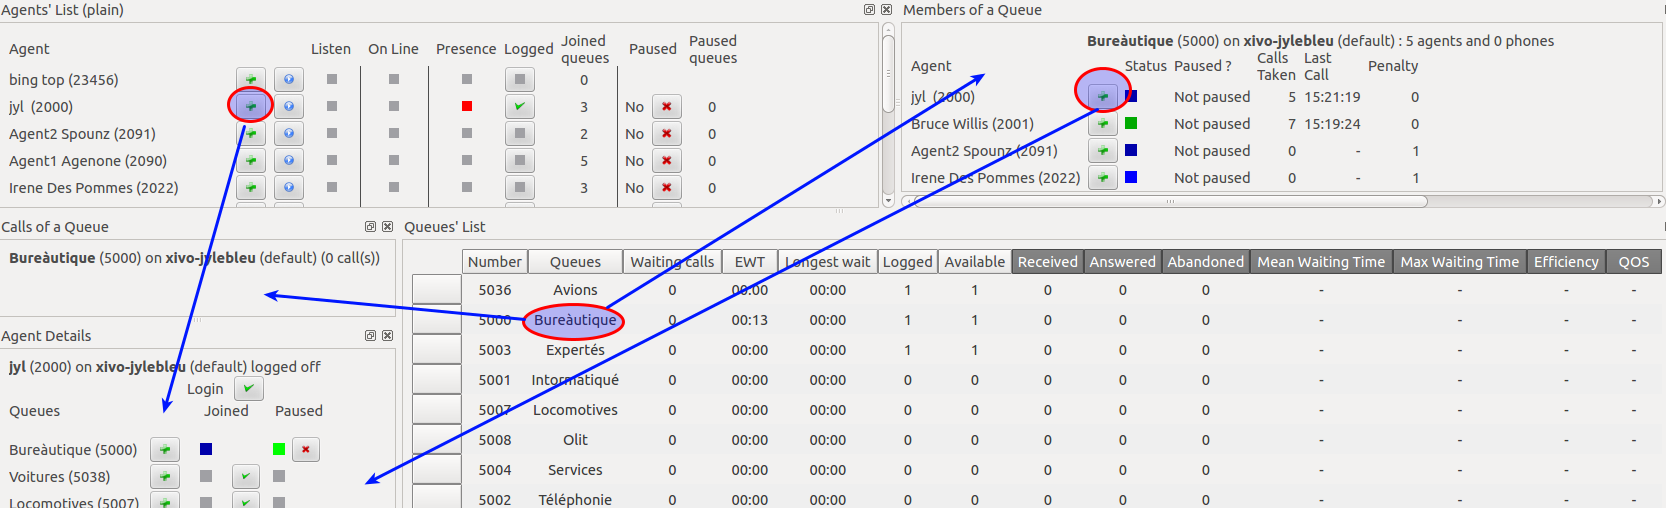 Agents' List (plain)
Agent Listen On Line Presence Logged Joined queues Paused Paused queues
bing top (23456) 0
jyl (2000) 3 No 0
Agent2 Spounz (2091) 2 No 0
Agent1 Agenone (2090) 5 No 0
Irene Des Pommes (2022) 3 No 0
Members of a Queue
Bureàutique (5000) on xivo-jylebleu (default) : 5 agents and 0 phones
Agent Status Paused ? Calls Taken Last Call Penalty
jyl (2000) Not paused 5 15:21:19 0
Bruce Willis (2001) Not paused 7 15:19:24 0
Agent2 Spounz (2091) Not paused 0 - 1
Irene Des Pommes (2022) Not paused 0 - 1
Calls of a Queue
Bureàutique (5000) on xivo-jylebleu (default) (0 call(s))
Agent Details
jyl (2000) on xivo-jylebleu (default) logged off
Login
Queues Joined Paused
Bureàutique (5000)
Voitures (5038)
Locomotives (5007)
Queues' List
Number Queues Waiting calls EWT Longest wait Logged Available Received Answered Abandoned Mean Waiting Time Max Waiting Time Efficiency QOS
5036 Avions 0 00:00 00:00 1 1 0 0 0 - - - -
5000 Bureàutique 0 00:13 00:00 1 1 0 0 0 - - - -
5003 Expertés 0 00:00 00:00 1 1 0 0 0 - - - -
5001 Intormatiqué 0 00:00 00:00 0 0 0 0 0 - - - -
5007 Locomotives 0 00:00 00:00 0 0 0 0 0 - - - -
5008 Olit 0 00:00 00:00 0 0 0 0 0 - - - -
5004 Services 0 00:00 00:00 0 0 0 0 0 - - - -
5002 Téléphonie 0 00:00 00:00 0 0 0 0 0 - - - -